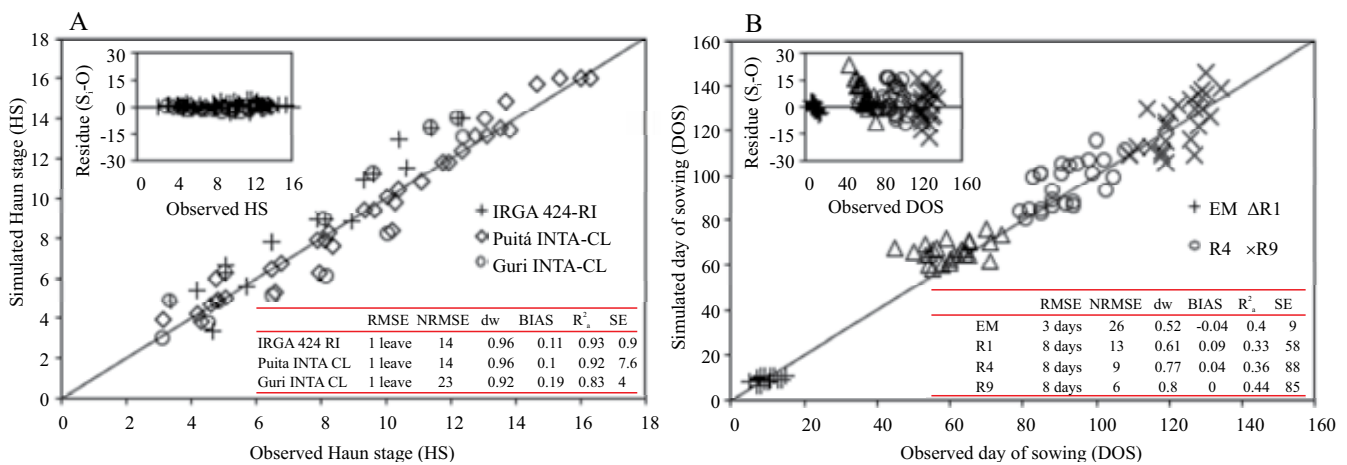 A
Simulated Haun stage (HS)
18
16
14
12
10
8
6
4
2
0
0 2 4 6 8 10 12 14 16 18
Observed Haun stage (HS)
Residue (Si-O)
30
15
0
-15
-30
0 4 8 12 16
Observed HS
IRGA 424-RI
Puitá INTA-CL
Guri INTA-CL
RMSE NRMSE dw BIAS R²a SE
IRGA 424 RI 1 leave 14 0.96 0.11 0.93 0.9
Puita INTA CL 1 leave 14 0.96 0.1 0.92 7.6
Guri INTA CL 1 leave 23 0.92 0.19 0.83 4
B
Simulated day of sowing (DOS)
160
140
120
100
80
60
40
20
0
0 20 40 60 80 100 120 140 160
Observed day of sowing (DOS)
Residue (Si-O)
30
15
0
-15
-30
0 40 80 120 160
Observed DOS
EM ΔR1
R4 ×R9
RMSE NRMSE dw BIAS R²a SE
EM 3 days 26 0.52 -0.04 0.4 9
R1 8 days 13 0.61 0.09 0.33 58
R4 8 days 9 0.77 0.04 0.36 88
R9 8 days 6 0.8 0 0.44 85